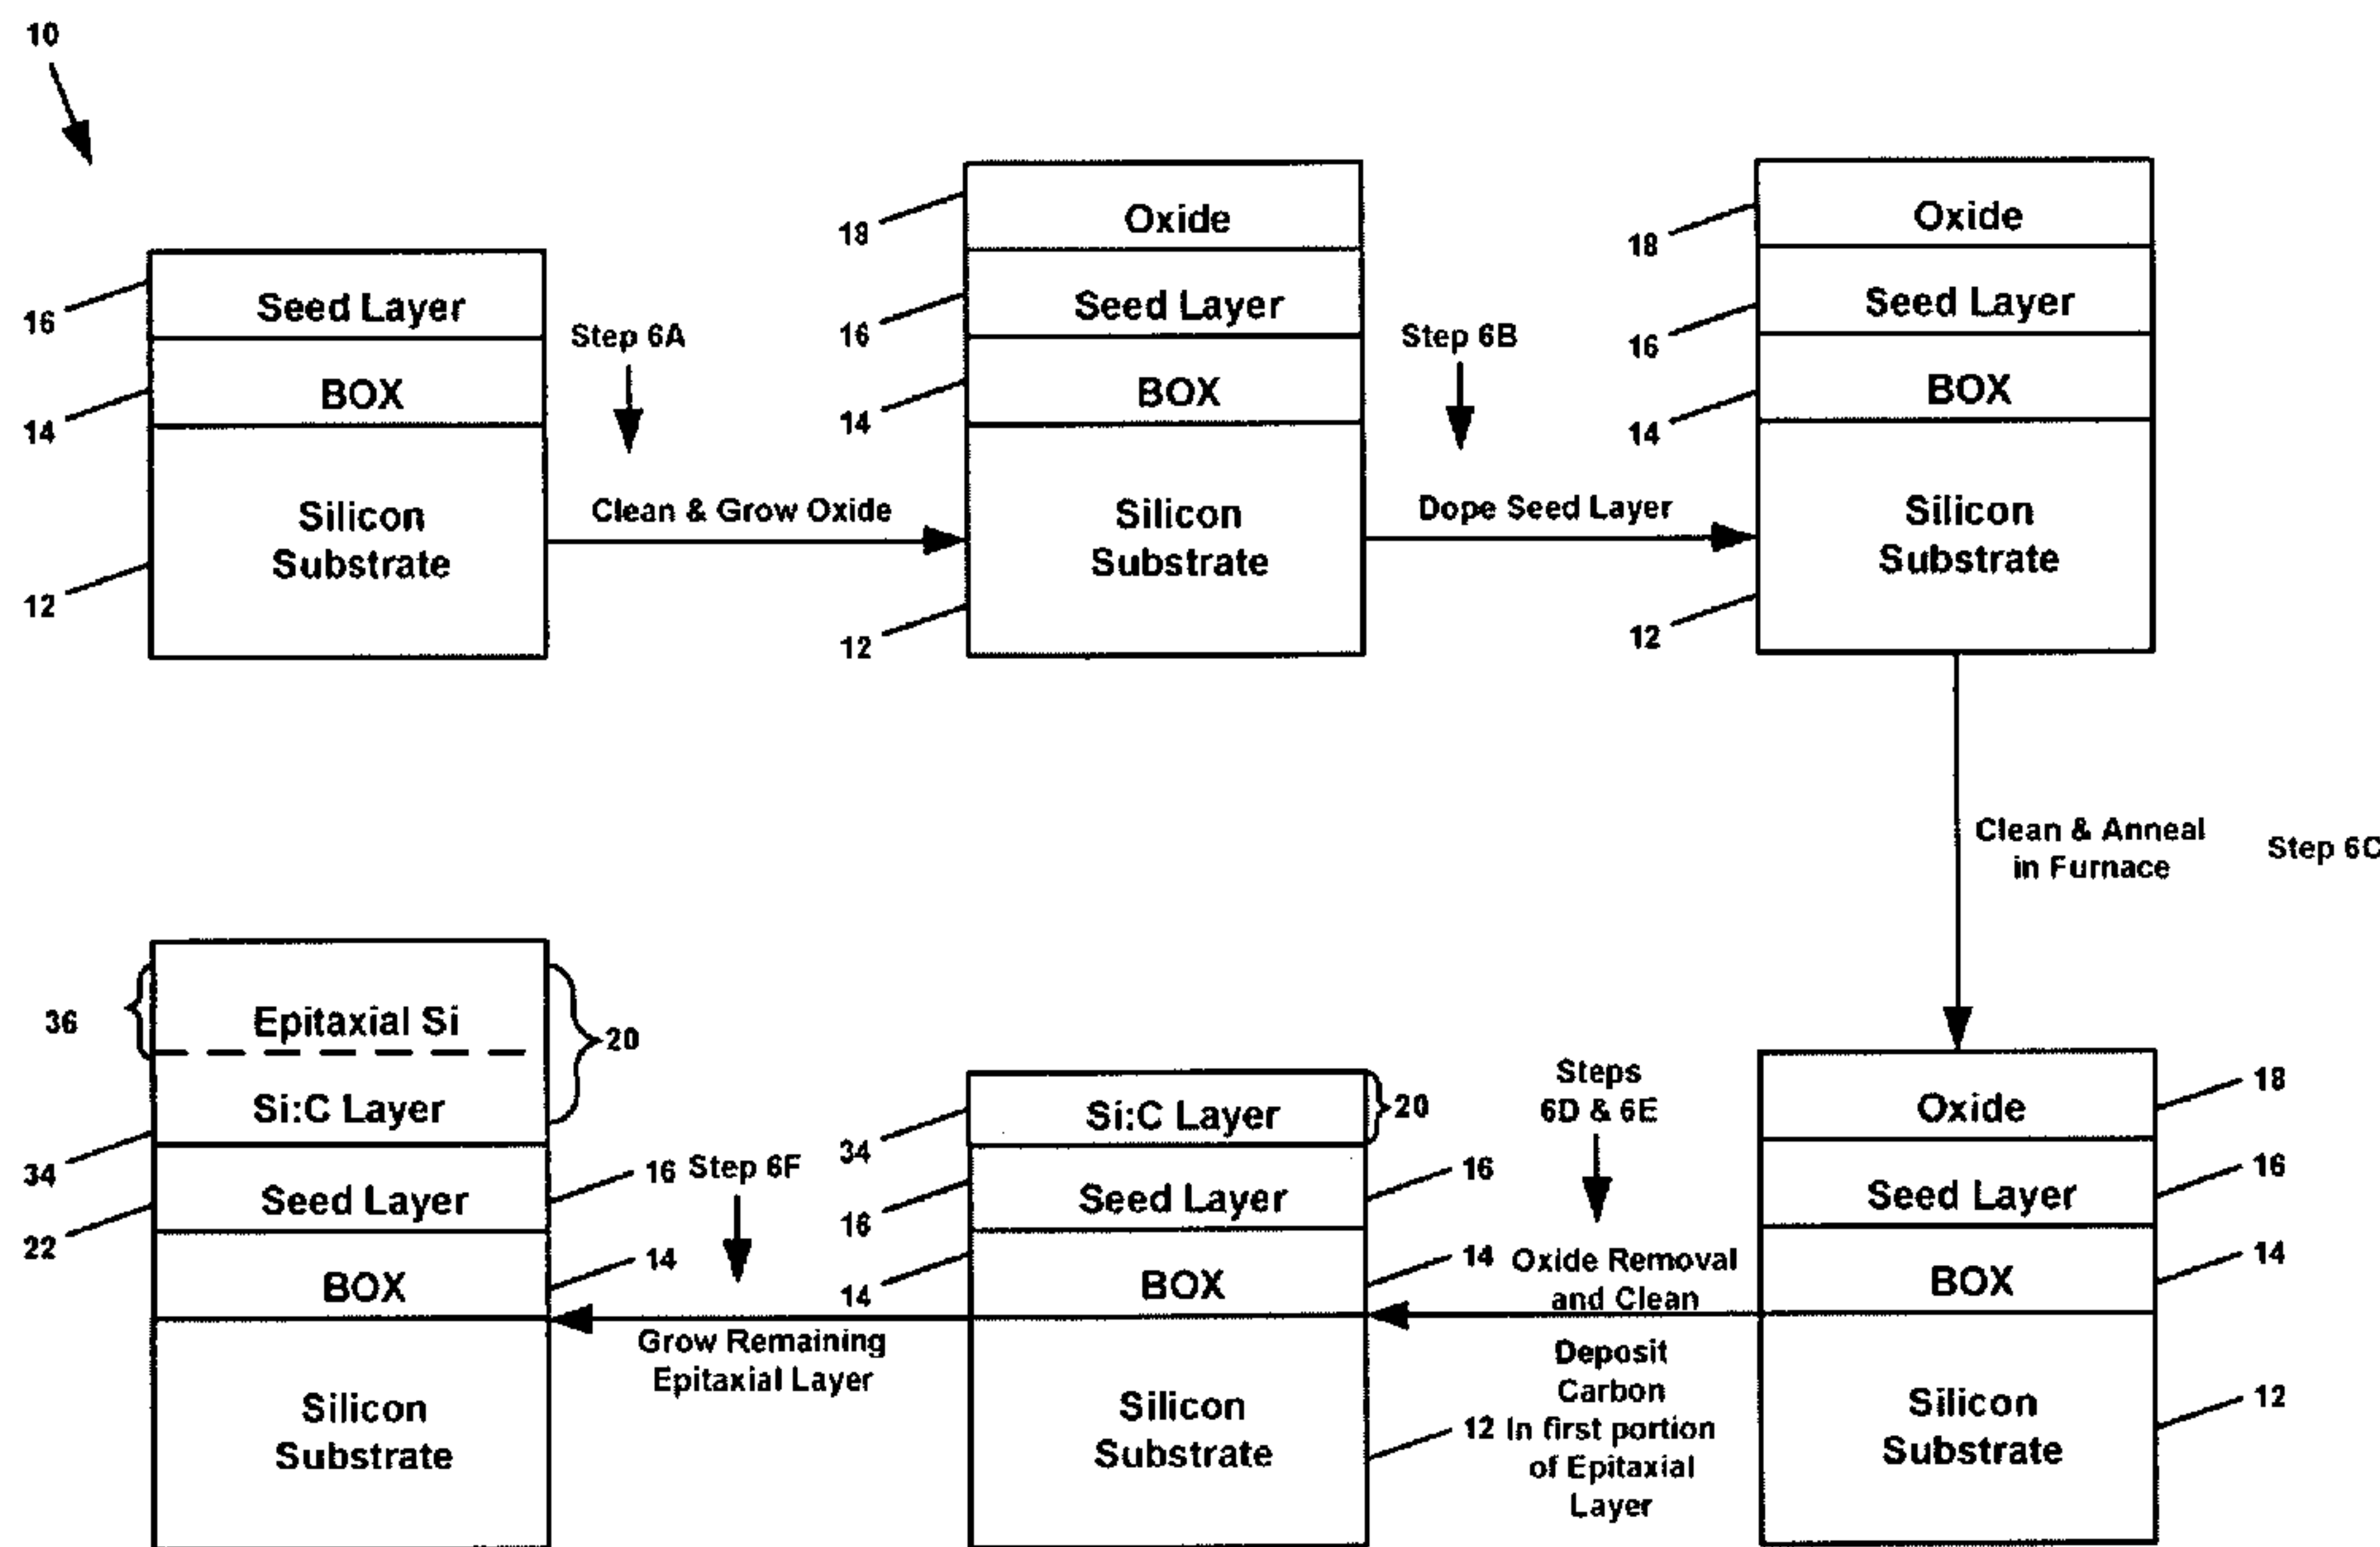 10
Oxide
18
Seed Layer
16
BOX
14
Silicon
Substrate
12
Oxide
18
Seed Layer
16
BOX
14
Silicon
Substrate
12
Seed Layer
16
BOX
14
Silicon
Substrate
12
Step 6A
Clean & Grow Oxide
Step 6B
Dope Seed Layer
Clean & Anneal
in Furnace
Step 6C
Oxide
18
Seed Layer
16
BOX
14
Silicon
Substrate
12
Steps
6D & 6E
Oxide Removal
and Clean
Deposit
Carbon
In first portion
of Epitaxial
Layer
Si:C Layer
20
34
Seed Layer
16
16
BOX
14
14
Silicon
Substrate
12
Step 6F
Grow Remaining
Epitaxial Layer
36
Epitaxial Si
20
Si:C Layer
34
Seed Layer
16
22
BOX
14
Silicon
Substrate